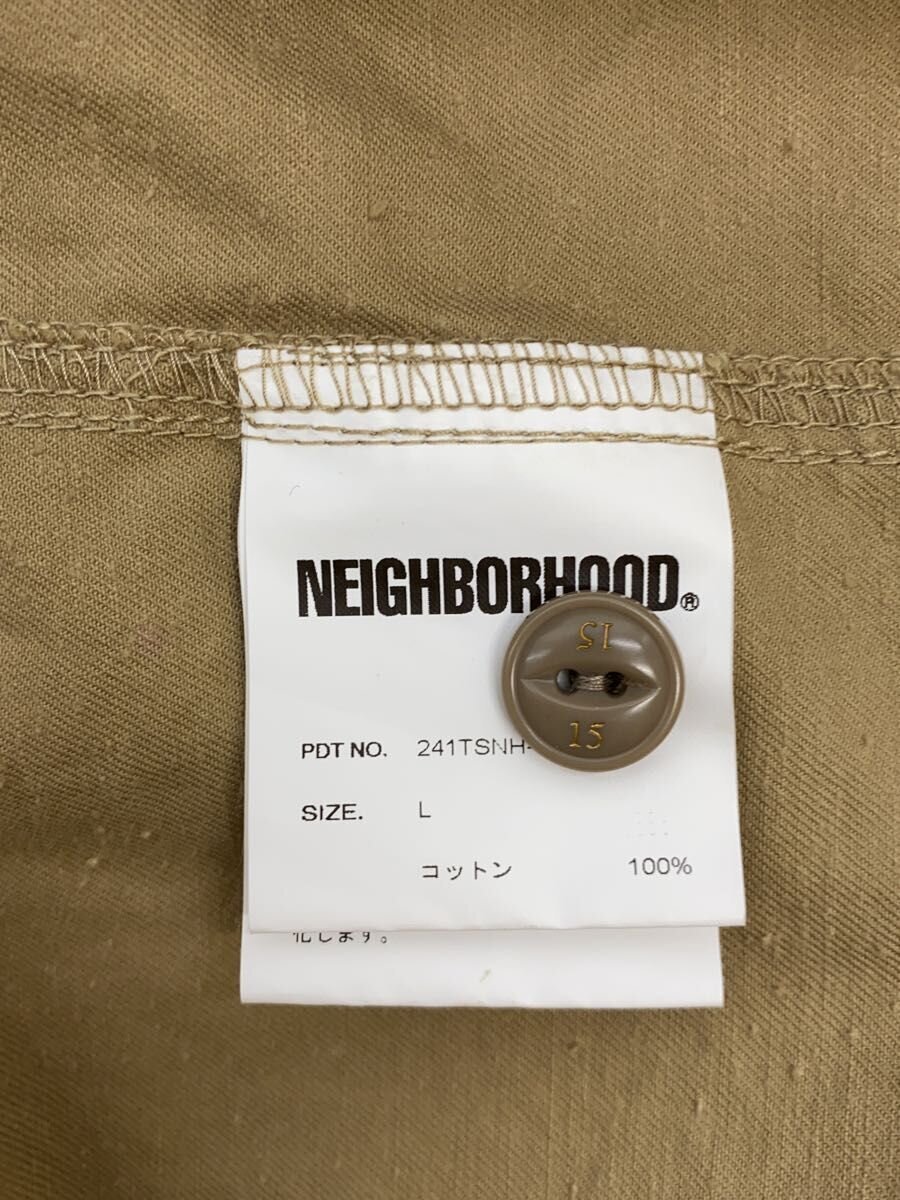 NEIGHBORHOOD®
15
15
PDT NO. 241TSNH-
SIZE. L
コットン 100%
化します。